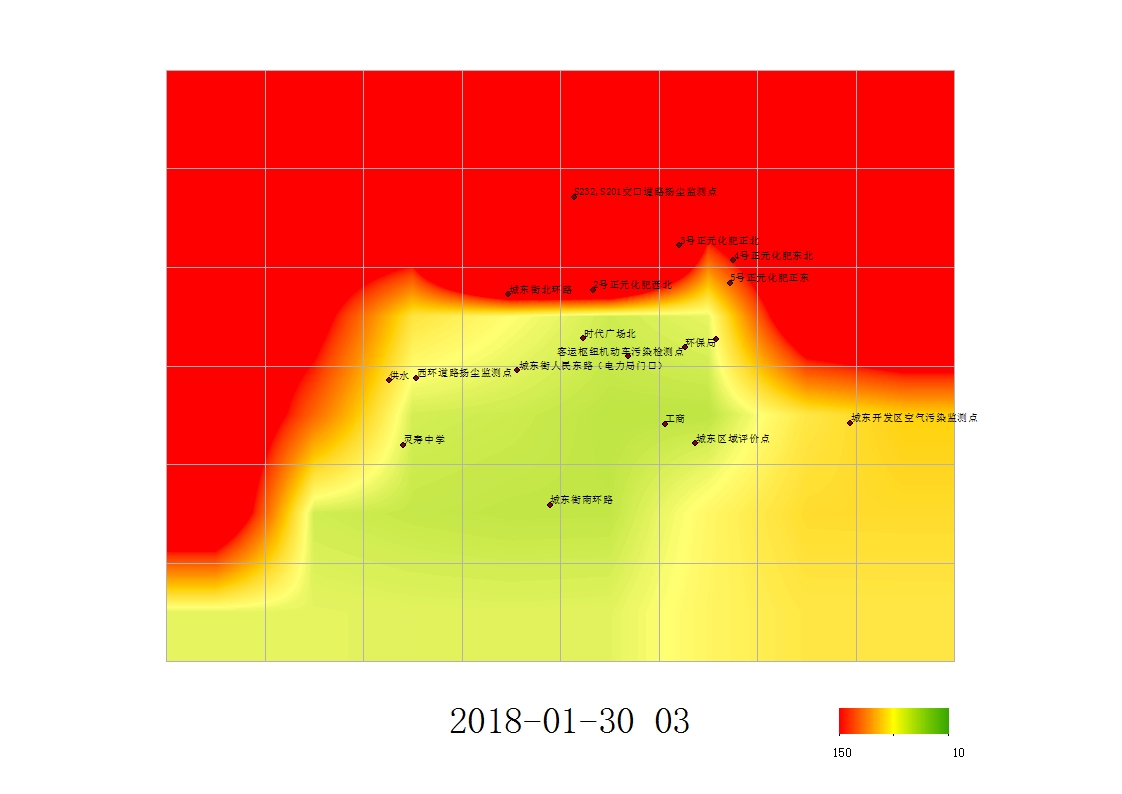 S232,S201交口道路扬尘监测点
3号正元化肥正北
4号正元化肥东北
5号正元化肥正东
城东街北环路
2号正元化肥西北
时代广场北
环保局
客运枢纽机动车污染检测点
城东街人民东路（电力局门口）
供水
西环道路扬尘监测点
工商
城东开发区空气污染监测点
灵寿中学
城东区域评价点
城东街南环路
2018-01-30 03
150
10